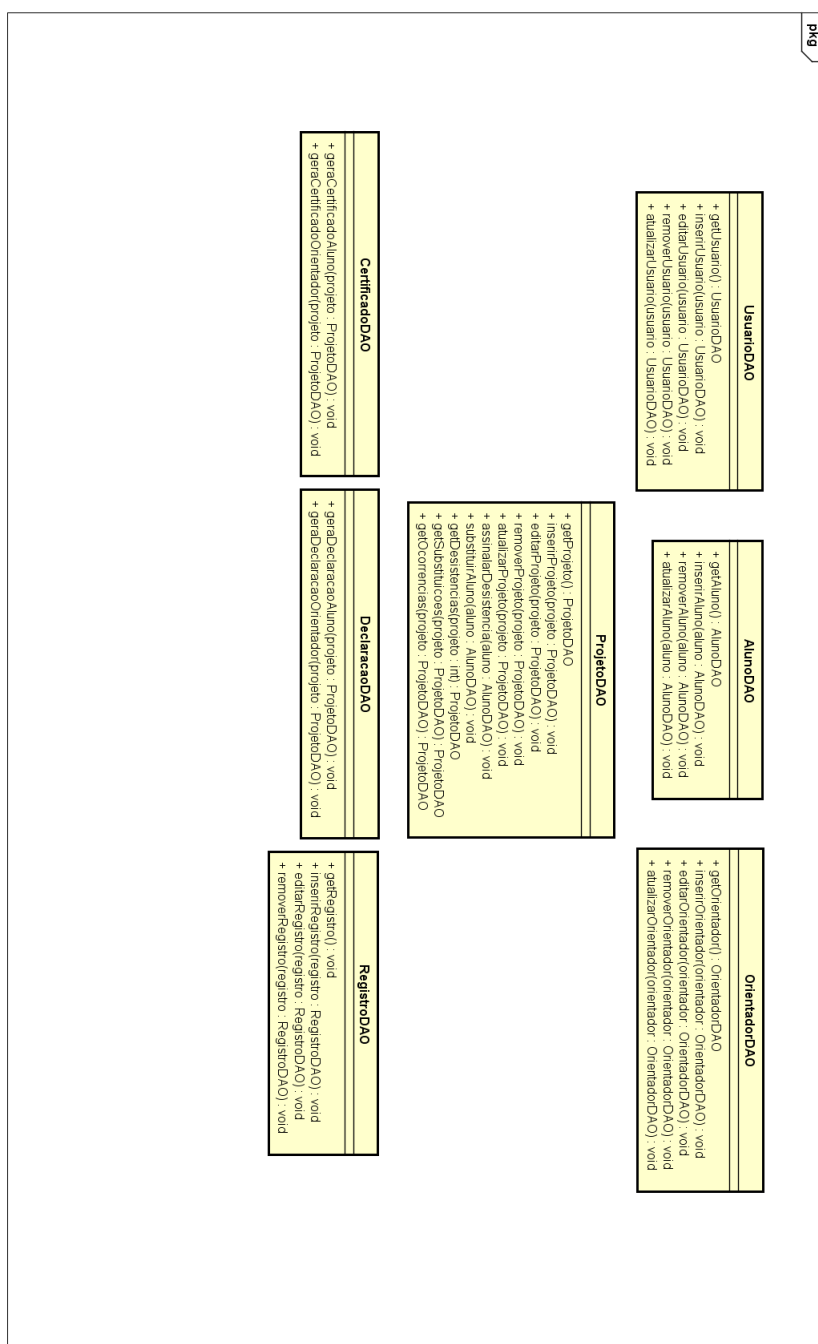 pkg
UsuarioDAO
+ getUsuario() : UsuarioDAO
+ inserirUsuario(usuario : UsuarioDAO) : void
+ editarUsuario(usuario : UsuarioDAO) : void
+ removerUsuario(usuario : UsuarioDAO) : void
+ atualizarUsuario(usuario : UsuarioDAO) : void
AlunoDAO
+ getAluno() : AlunoDAO
+ inserirAluno(aluno : AlunoDAO) : void
+ removerAluno(aluno : AlunoDAO) : void
+ atualizarAluno(aluno : AlunoDAO) : void
OrientadorDAO
+ getOrientador() : OrientadorDAO
+ inserirOrientador(orientador : OrientadorDAO) : void
+ editarOrientador(orientador : OrientadorDAO) : void
+ removerOrientador(orientador : OrientadorDAO) : void
+ atualizarOrientador(orientador : OrientadorDAO) : void
ProjetoDAO
+ getProjeto() : ProjetoDAO
+ inserirProjeto(projeto : ProjetoDAO) : void
+ editarProjeto(projeto : ProjetoDAO) : void
+ removerProjeto(projeto : ProjetoDAO) : void
+ atualizarProjeto(projeto : ProjetoDAO) : void
+ assinalarDesistencia(aluno : AlunoDAO) : void
+ substituirAluno(aluno : AlunoDAO) : void
+ getDesistencias(projeto : int) : ProjetoDAO
+ getSubstituicoes(projeto : ProjetoDAO) : ProjetoDAO
+ getOcorrencias(projeto : ProjetoDAO) : ProjetoDAO
CertificadoDAO
+ geraCertificadoAluno(projeto : ProjetoDAO) : void
+ geraCertificadoOrientador(projeto : ProjetoDAO) : void
DeclaracaoDAO
+ geraDeclaracaoAluno(projeto : ProjetoDAO) : void
+ geraDeclaracaoOrientador(projeto : ProjetoDAO) : void
RegistroDAO
+ getRegistro() : void
+ inserirRegistro(registro : RegistroDAO) : void
+ editarRegistro(registro : RegistroDAO) : void
+ removerRegistro(registro : RegistroDAO) : void